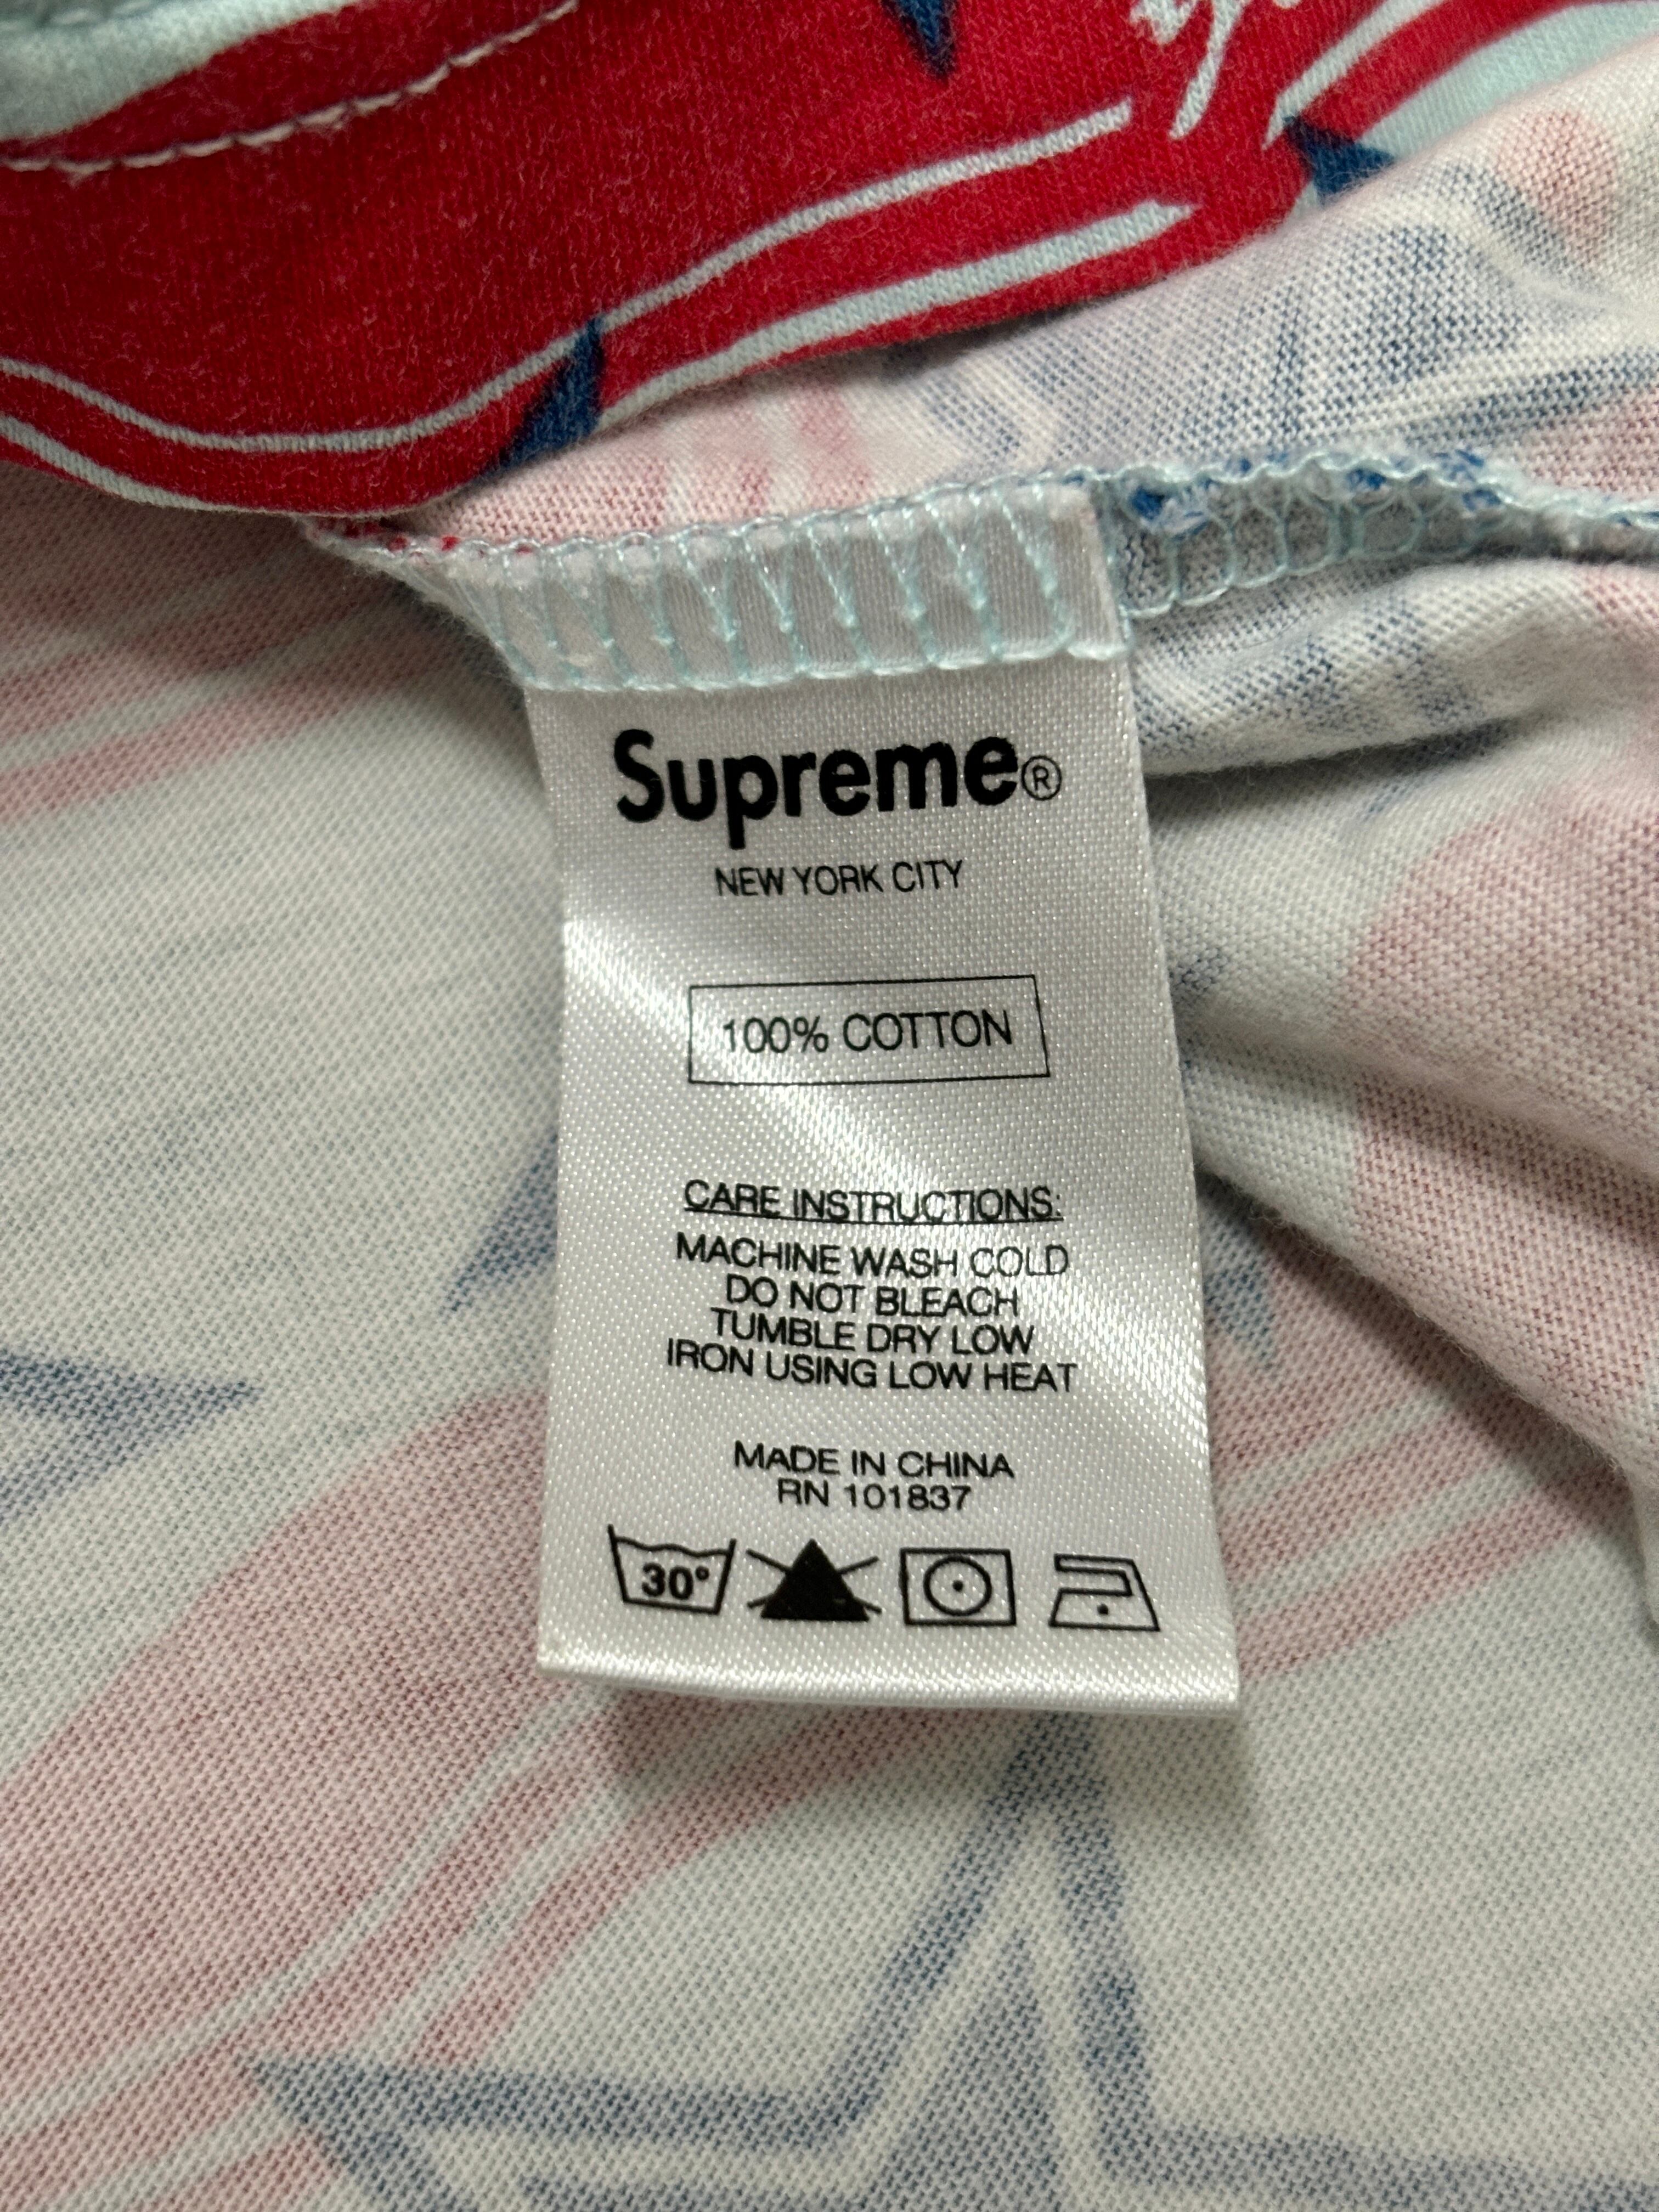 Supreme®
NEW YORK CITY
100% COTTON
CARE INSTRUCTIONS:
MACHINE WASH COLD
DO NOT BLEACH
TUMBLE DRY LOW
IRON USING LOW HEAT
MADE IN CHINA
RN 101837
30°